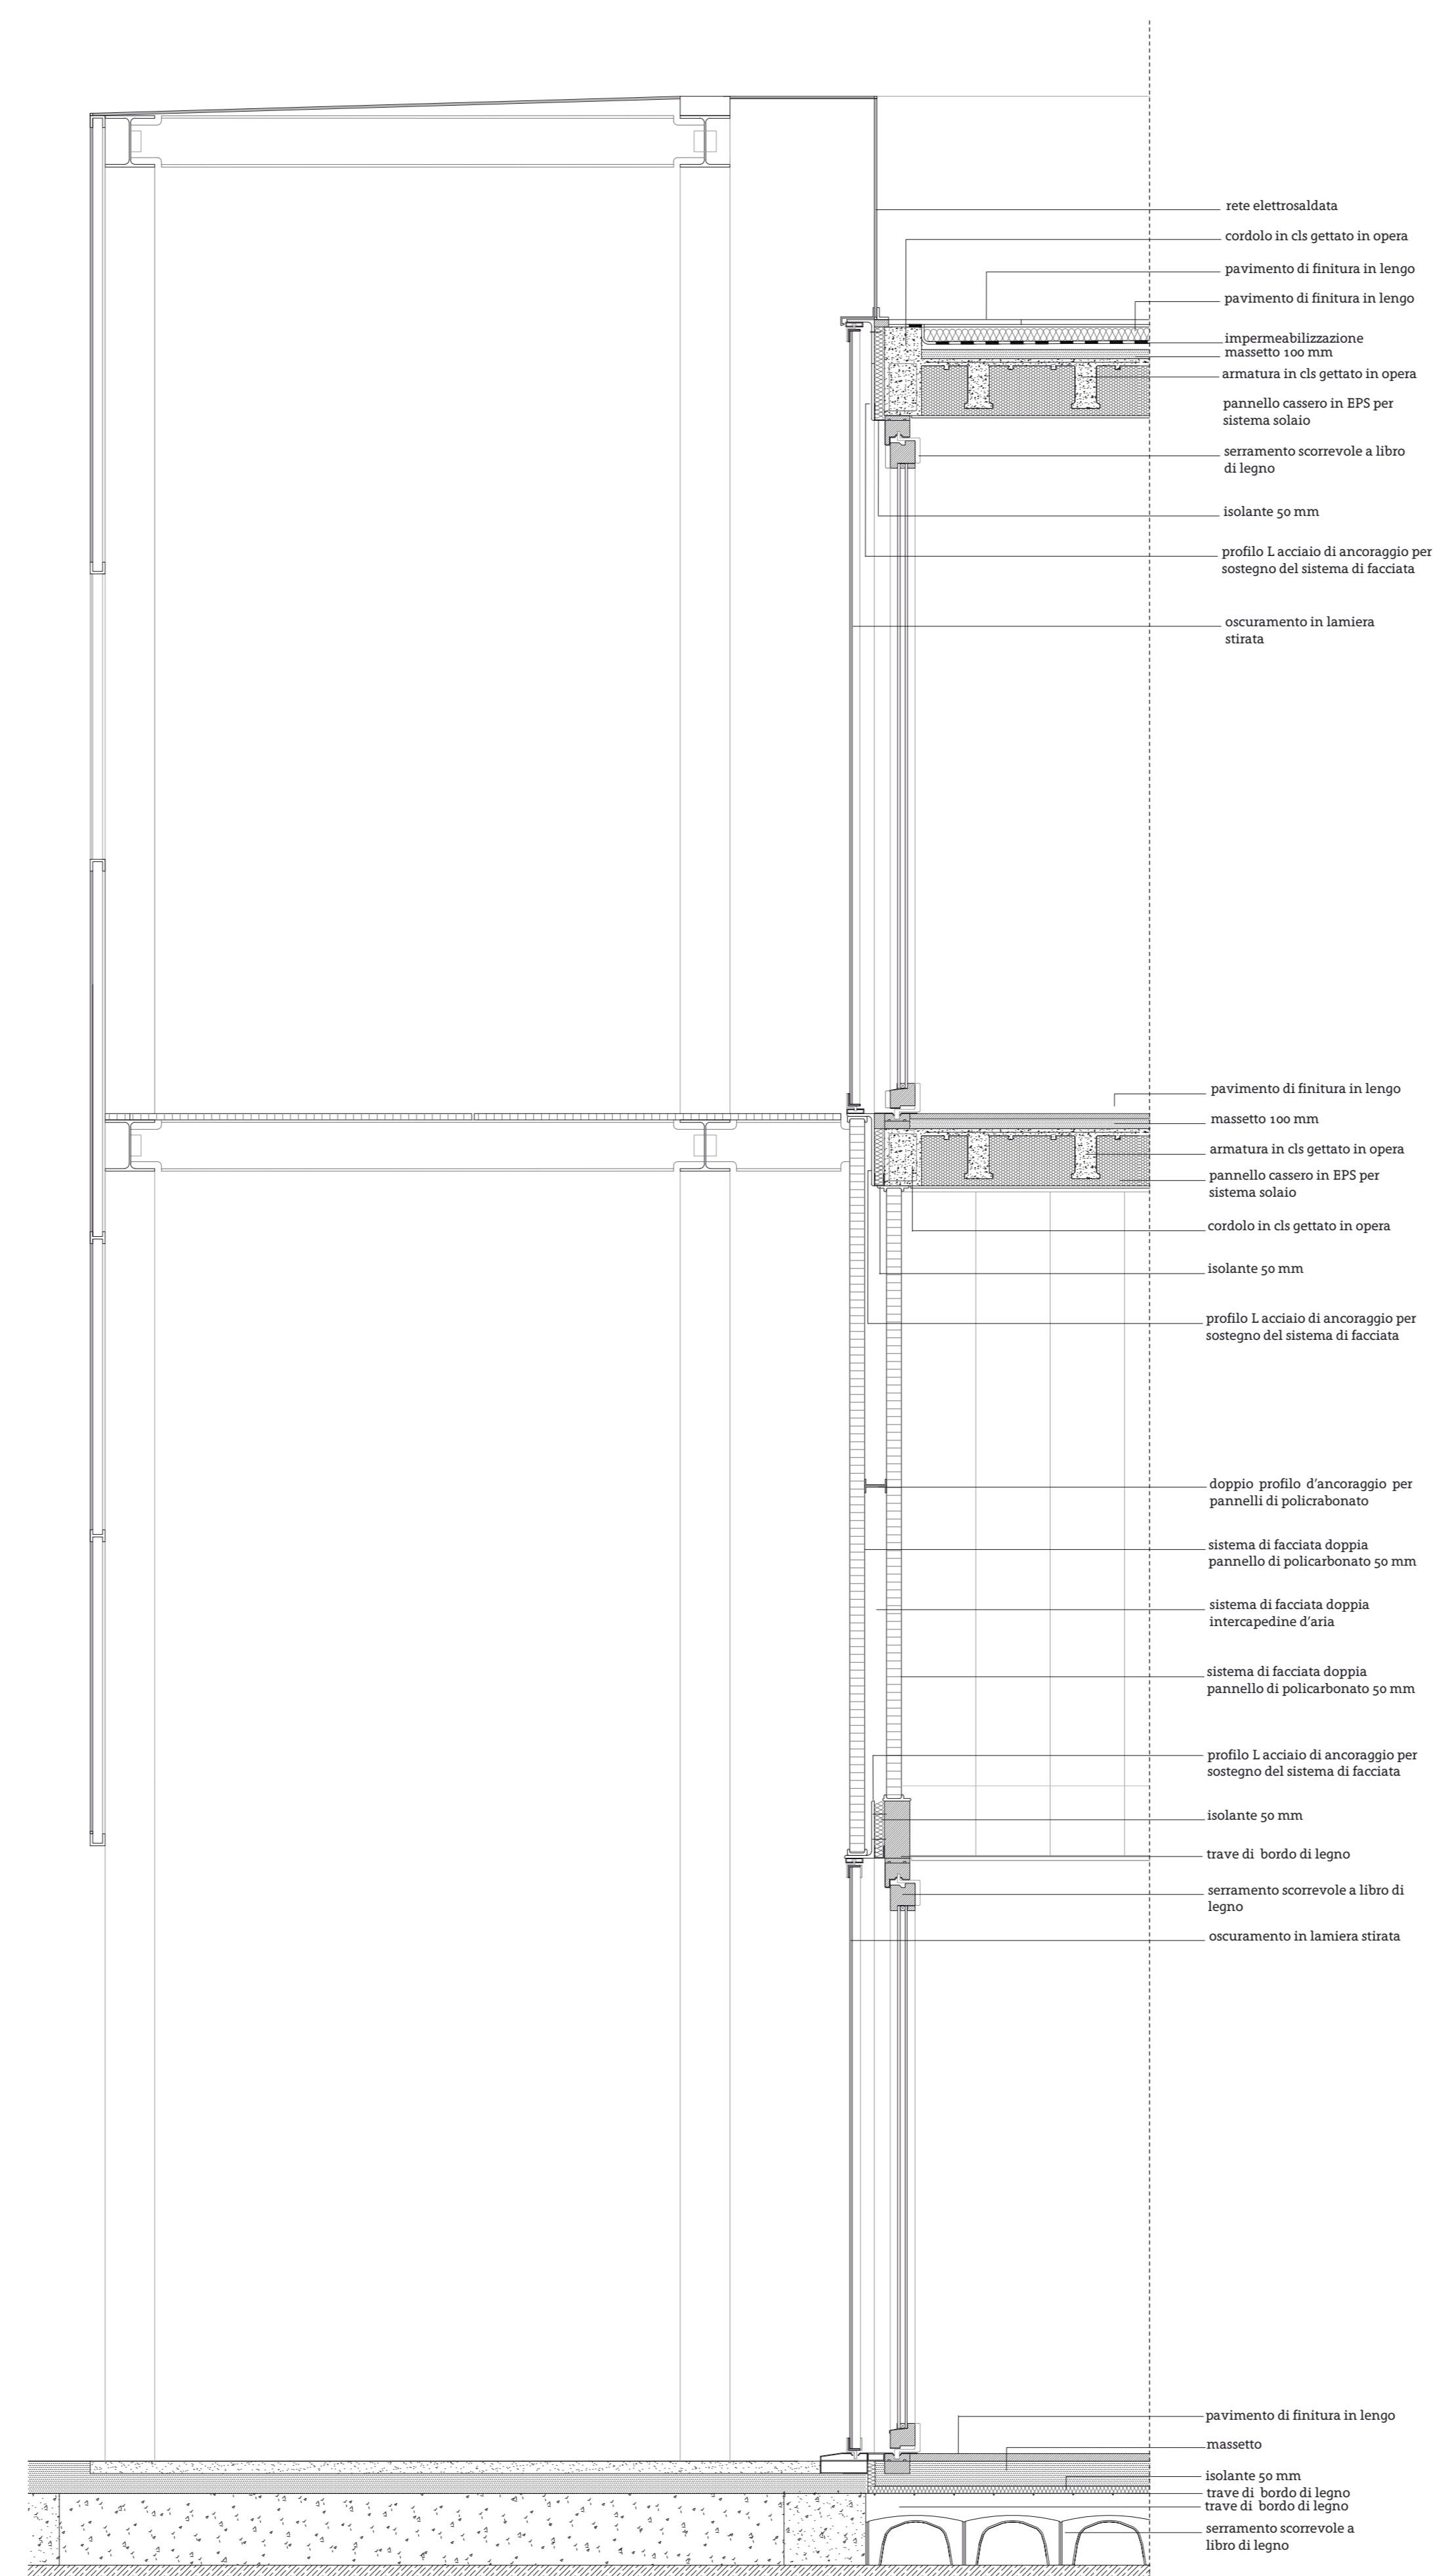 rete elettrosaldata
cordolo in cls gettato in opera
pavimento di finitura in lengo
pavimento di finitura in lengo
impermeabilizzazione
massetto 100 mm
armatura in cls gettato in opera
pannello cassero in EPS per
sistema solaio
serramento scorrevole a libro
di legno
isolante 50 mm
profilo L acciaio di ancoraggio per
sostegno del sistema di facciata
oscuramento in lamiera
stirata
pavimento di finitura in lengo
massetto 100 mm
armatura in cls gettato in opera
pannello cassero in EPS per
sistema solaio
cordolo in cls gettato in opera
isolante 50 mm
profilo L acciaio di ancoraggio per
sostegno del sistema di facciata
doppio profilo d'ancoraggio per
pannelli di policrabonato
sistema di facciata doppia
pannello di policarbonato 50 mm
sistema di facciata doppia
intercapedine d'aria
sistema di facciata doppia
pannello di policarbonato 50 mm
profilo L acciaio di ancoraggio per
sostegno del sistema di facciata
isolante 50 mm
trave di bordo di legno
serramento scorrevole a libro di
legno
oscuramento in lamiera stirata
pavimento di finitura in lengo
massetto
isolante 50 mm
trave di bordo di legno
trave di bordo di legno
serramento scorrevole a
libro di legno